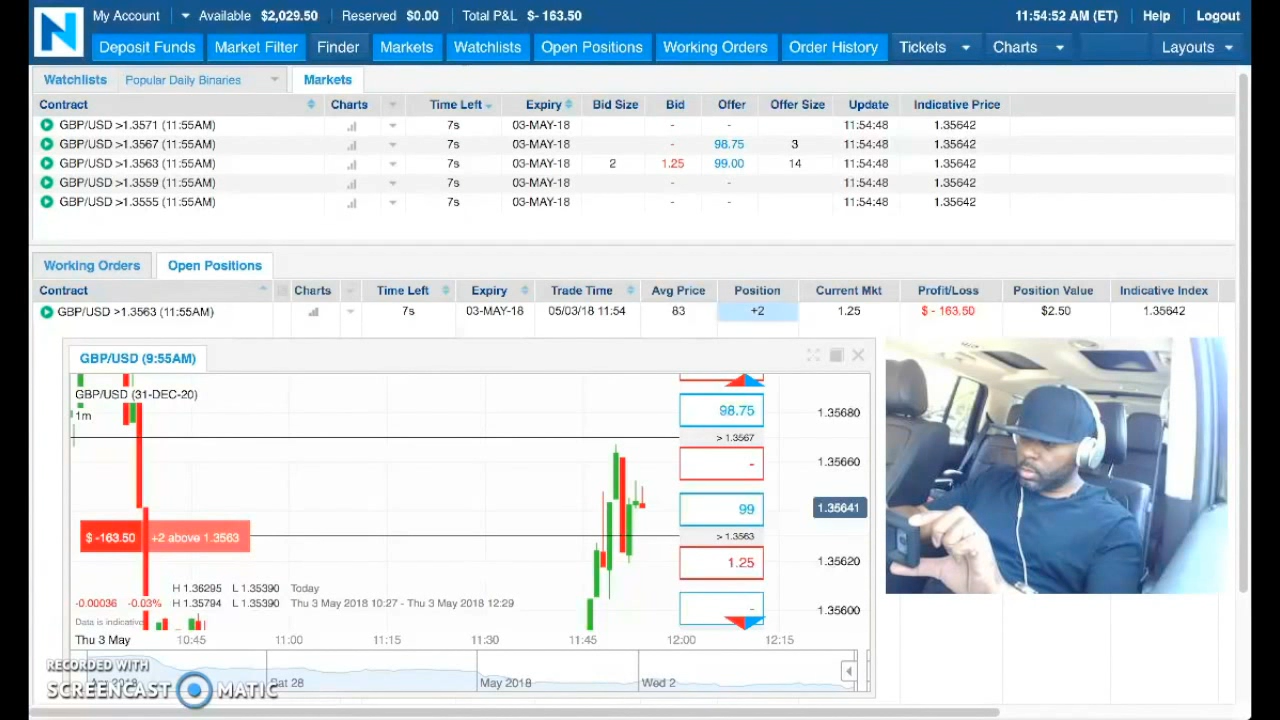 N My Account Available $2,029.50 Reserved $0.00 Total P&L $- 163.50 11:54:52 AM (ET) Help Logout
Deposit Funds Market Filter Finder Markets Watchlists Open Positions Working Orders Order History Tickets Charts Layouts
Watchlists Popular Daily Binaries Markets
Contract Charts Time Left Expiry Bid Size Bid Offer Offer Size Update Indicative Price
GBP/USD >1.3571 (11:55AM) 7s 03-MAY-18 - - 11:54:48 1.35642
GBP/USD >1.3567 (11:55AM) 7s 03-MAY-18 - 98.75 3 11:54:48 1.35642
GBP/USD >1.3563 (11:55AM) 7s 03-MAY-18 2 1.25 99.00 14 11:54:48 1.35642
GBP/USD >1.3559 (11:55AM) 7s 03-MAY-18 - - 11:54:48 1.35642
GBP/USD >1.3555 (11:55AM) 7s 03-MAY-18 - - 11:54:48 1.35642
Working Orders Open Positions
Contract Charts Time Left Expiry Trade Time Avg Price Position Current Mkt Profit/Loss Position Value Indicative Index
GBP/USD >1.3563 (11:55AM) 7s 03-MAY-18 05/03/18 11:54 83 +2 1.25 $ - 163.50 $2.50 1.35642
GBP/USD (9:55AM)
GBP/USD (31-DEC-20)
1m
98.75 1.35680
> 1.3567
- 1.35660
99 1.35641
$ -163.50 +2 above 1.3563 > 1.3563
1.25 1.35620
H 1.36295 L 1.35390 Today
-0.00036 -0.03% H 1.35794 L 1.35390 Thu 3 May 2018 10:27 - Thu 3 May 2018 12:29
- 1.35600
Data is indicative
Thu 3 May 10:45 11:00 11:15 11:30 11:45 12:00 12:15
RECORDED WITH
SCREENCAST MATIC
2018 Sat 28 May 2018 Wed 2